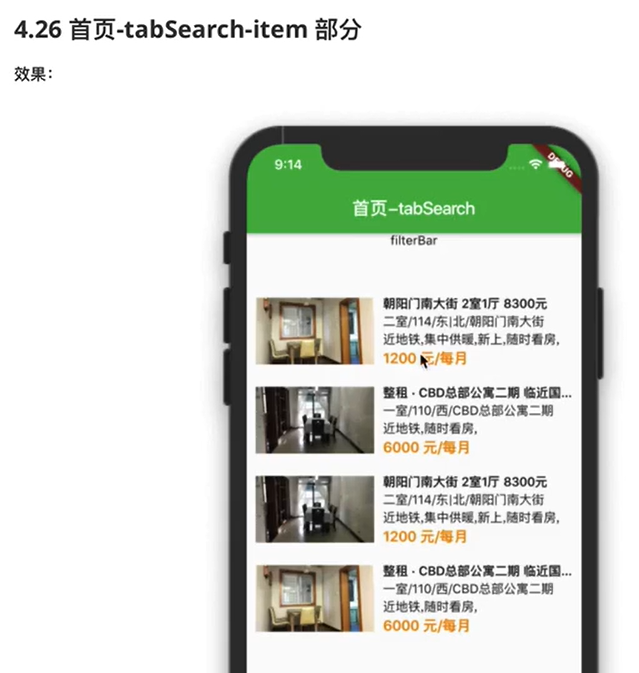 4.26 首页-tabSearch-item 部分
效果：
9:14
DEBUG
首页-tabSearch
filterBar
朝阳门南大街 2室1厅 8300元
二室/114/东|北/朝阳门南大街
近地铁,集中供暖,新上,随时看房,
1200 元/每月
整租 · CBD总部公寓二期 临近国...
一室/110/西/CBD总部公寓二期
近地铁,随时看房,
6000 元/每月
朝阳门南大街 2室1厅 8300元
二室/114/东|北/朝阳门南大街
近地铁,集中供暖,新上,随时看房,
1200 元/每月
整租 · CBD总部公寓二期 临近国...
一室/110/西/CBD总部公寓二期
近地铁,随时看房,
6000 元/每月